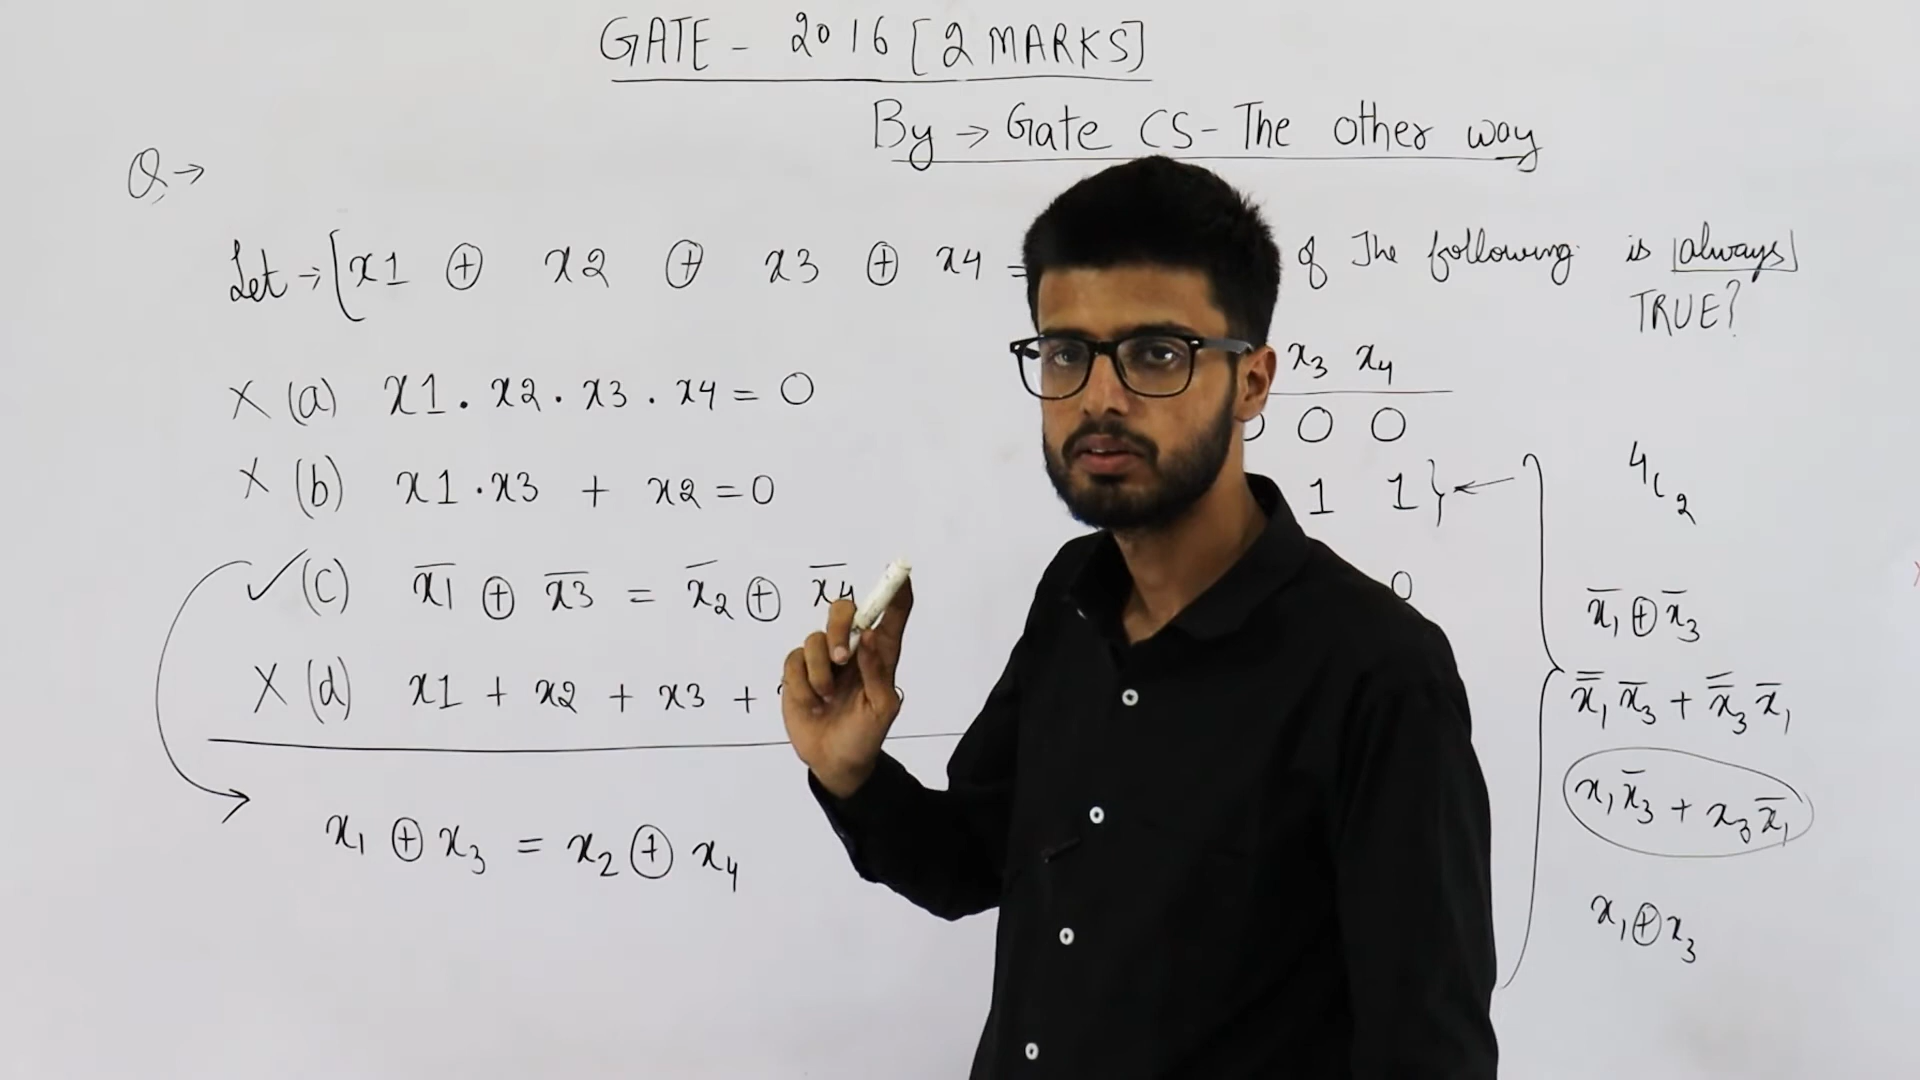 GATE - 2016 [2 MARKS]
By → Gate CS - The other way
Q →
Let → [x1 ⊕ x2 ⊕ x3 ⊕ x4 = of The following is always
TRUE?
x₃ x₄
X (a) x1 . x2 . x3 . x4 = 0
0 0
X (b) x1 . x3 + x2 = 0
1 1} ←
⁴C₂
✓ (c) x̅1 ⊕ x̅3 = x̅₂ ⊕ x̅4
0
X (d) x1 + x2 + x3 +
x₁ ⊕ x₃ = x₂ ⊕ x₄
x̅₁ ⊕ x̅₃
x̿₁ x̅₃ + x̿₃ x̅₁
x₁ x̅₃ + x₃ x̅₁
x₁ ⊕ x₃